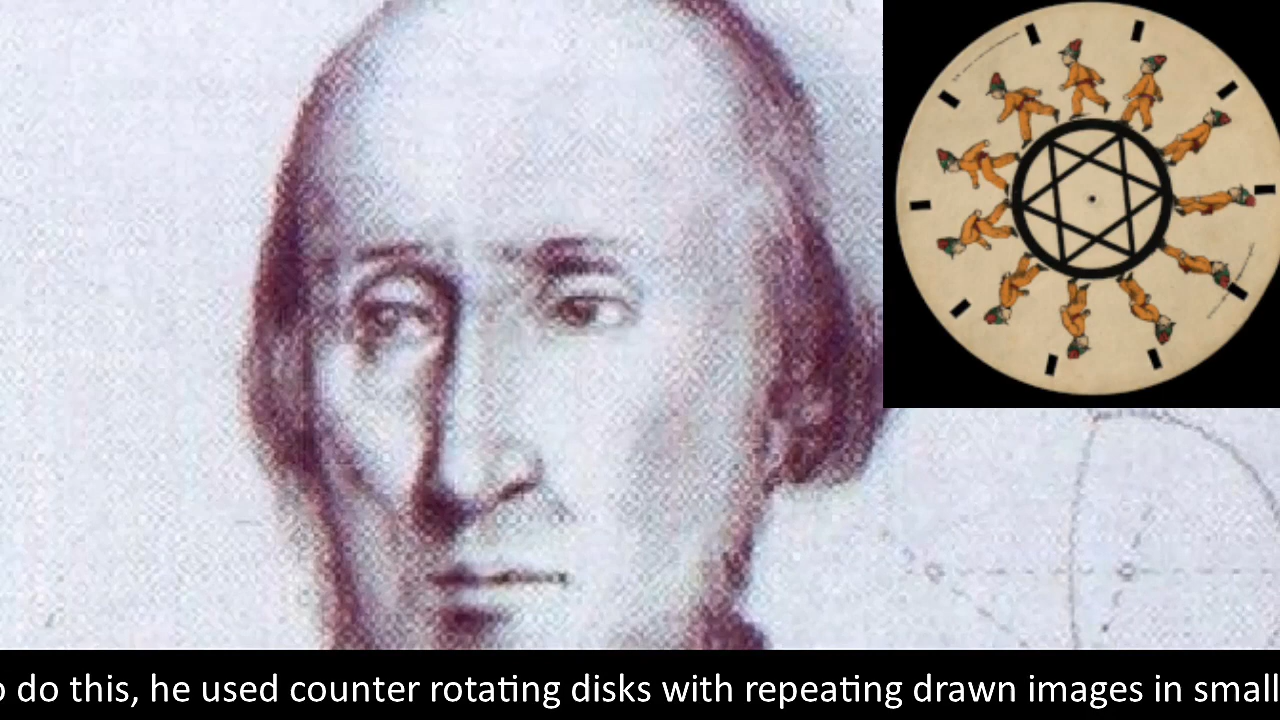 do this, he used counter rotating disks with repeating drawn images in small